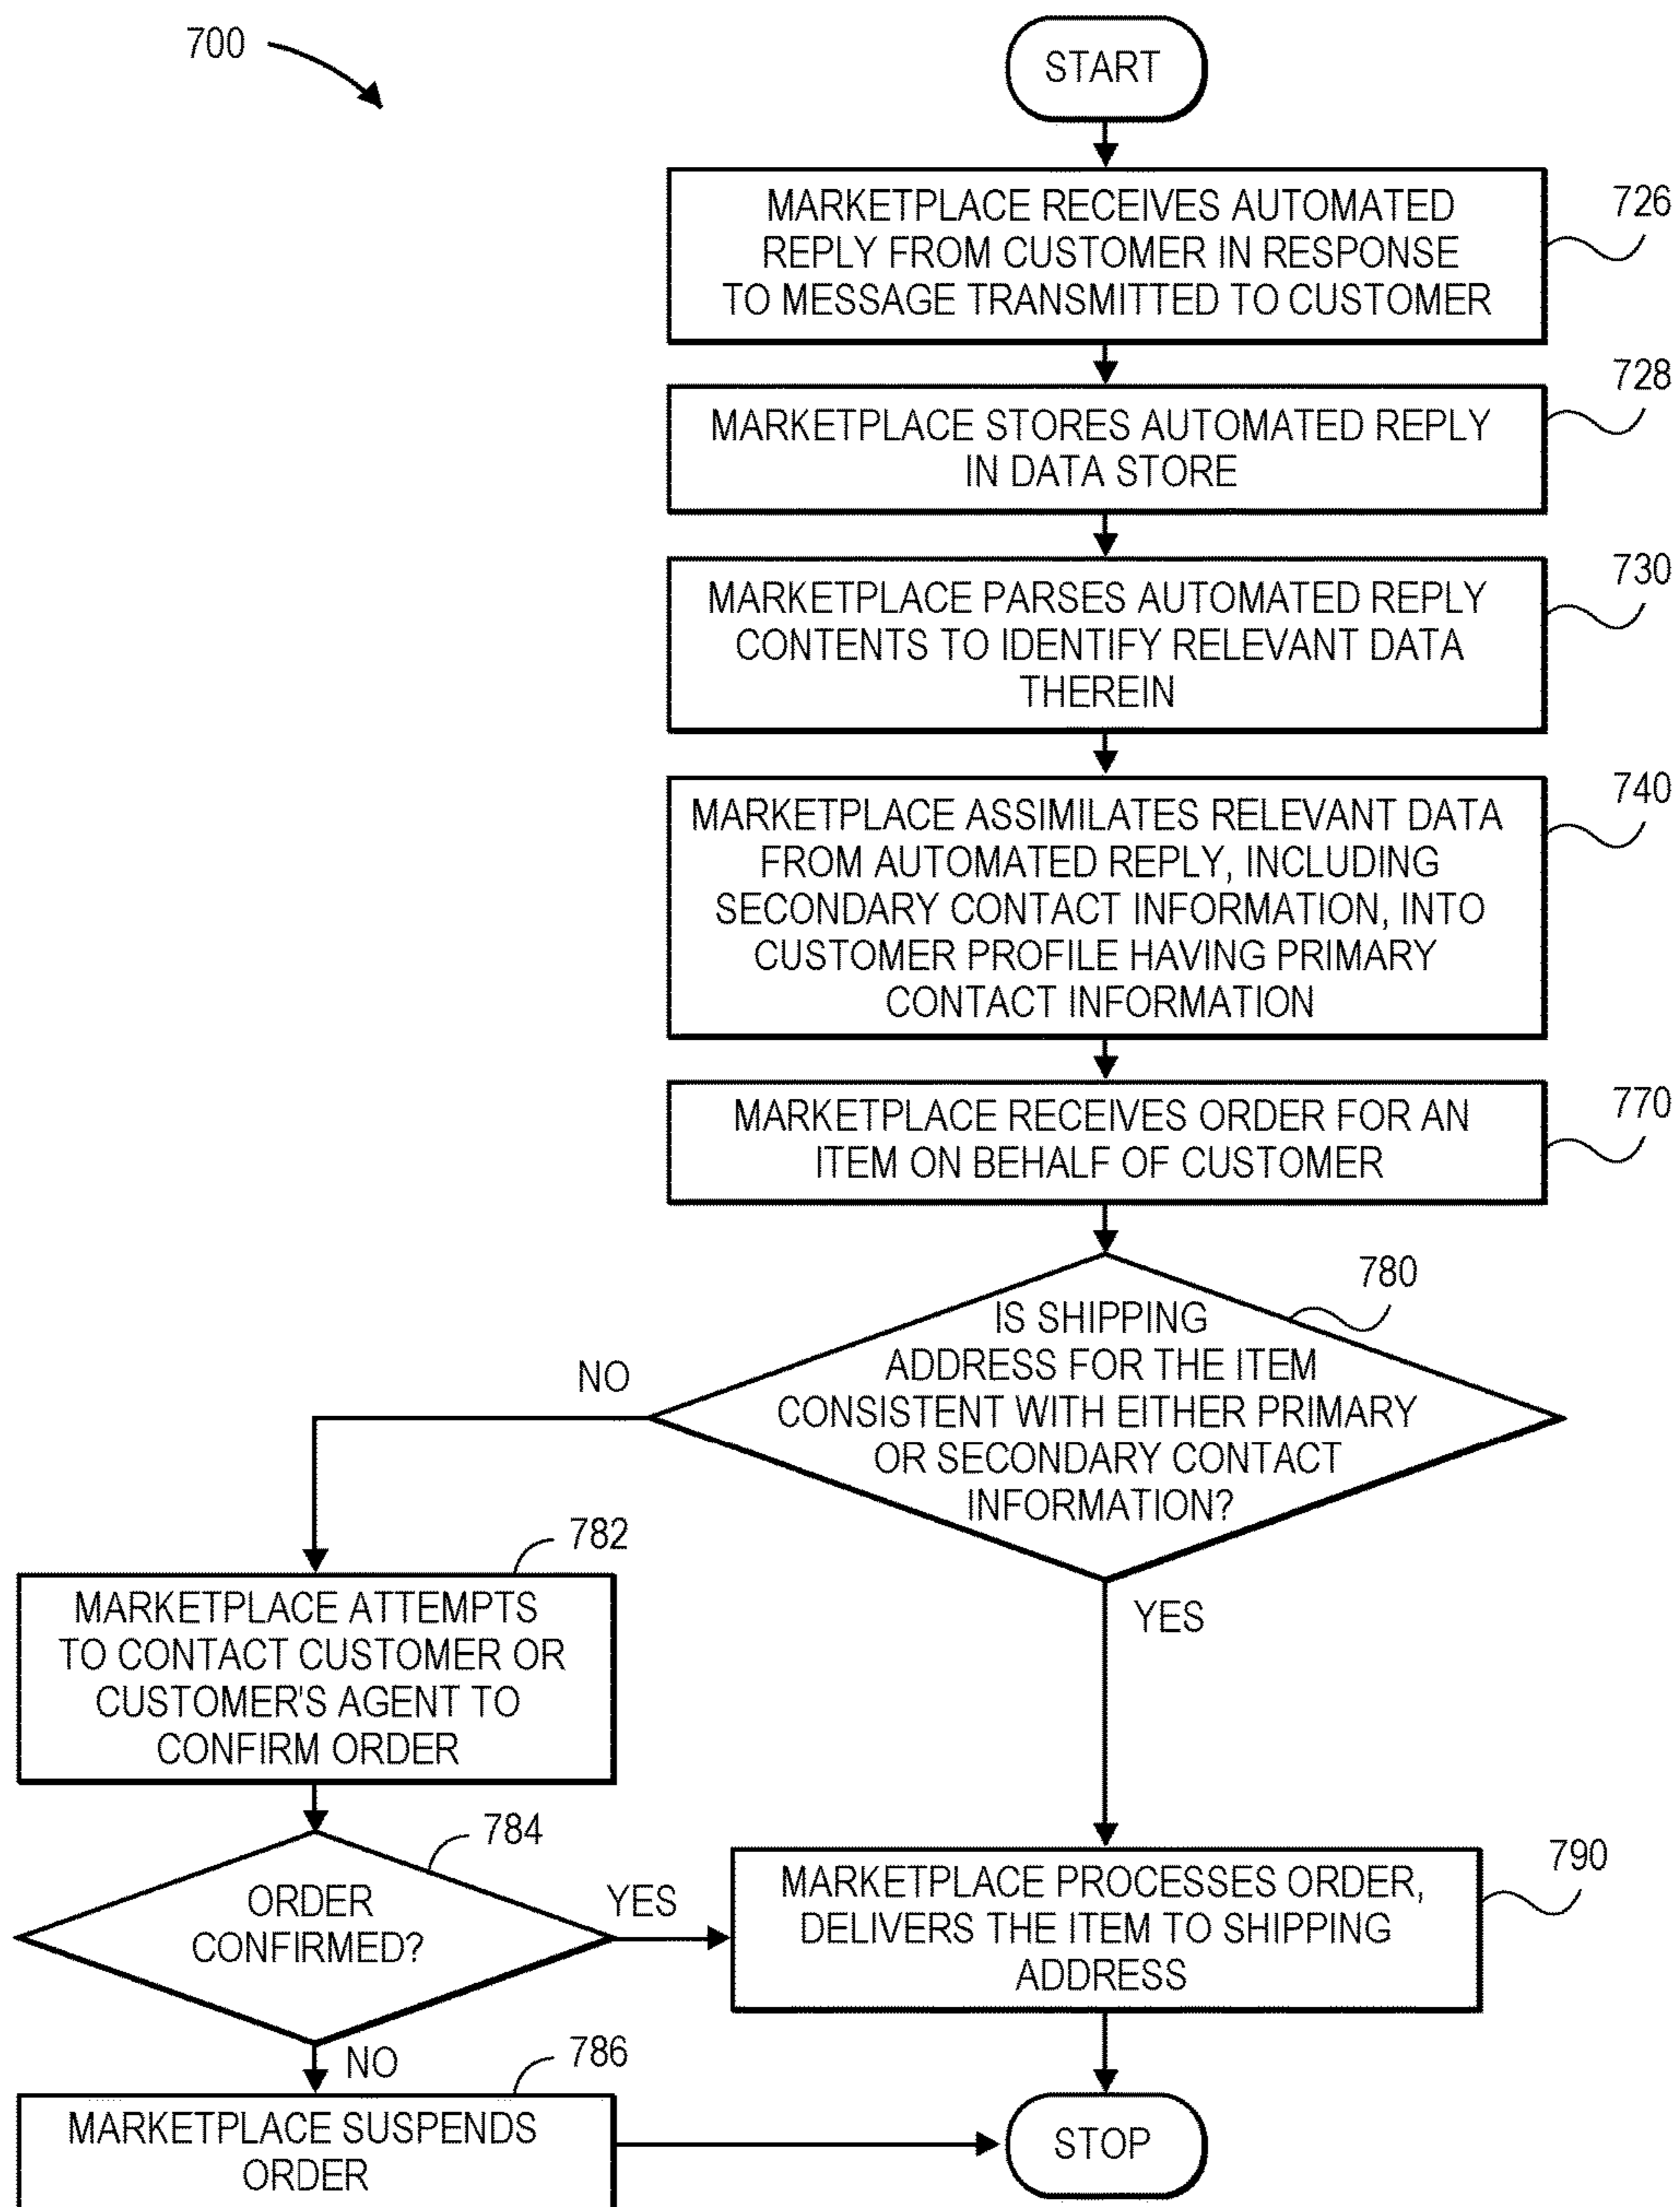 700
START
MARKETPLACE RECEIVES AUTOMATED
REPLY FROM CUSTOMER IN RESPONSE
TO MESSAGE TRANSMITTED TO CUSTOMER
726
MARKETPLACE STORES AUTOMATED REPLY
IN DATA STORE
728
MARKETPLACE PARSES AUTOMATED REPLY
CONTENTS TO IDENTIFY RELEVANT DATA
THEREIN
730
MARKETPLACE ASSIMILATES RELEVANT DATA
FROM AUTOMATED REPLY, INCLUDING
SECONDARY CONTACT INFORMATION, INTO
CUSTOMER PROFILE HAVING PRIMARY
CONTACT INFORMATION
740
MARKETPLACE RECEIVES ORDER FOR AN
ITEM ON BEHALF OF CUSTOMER
770
IS SHIPPING
ADDRESS FOR THE ITEM
CONSISTENT WITH EITHER PRIMARY
OR SECONDARY CONTACT
INFORMATION?
780
NO
YES
782
MARKETPLACE ATTEMPTS
TO CONTACT CUSTOMER OR
CUSTOMER'S AGENT TO
CONFIRM ORDER
784
ORDER
CONFIRMED?
YES
NO
MARKETPLACE PROCESSES ORDER,
DELIVERS THE ITEM TO SHIPPING
ADDRESS
790
786
MARKETPLACE SUSPENDS
ORDER
STOP